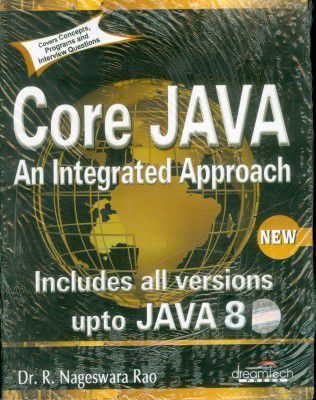 Covers Concepts,
Programs and
Interview Questions
Core JAVA
An Integrated Approach
NEW
Includes all versions
upto JAVA 8
Dr. R. Nageswara Rao
dreamtech
PRESS